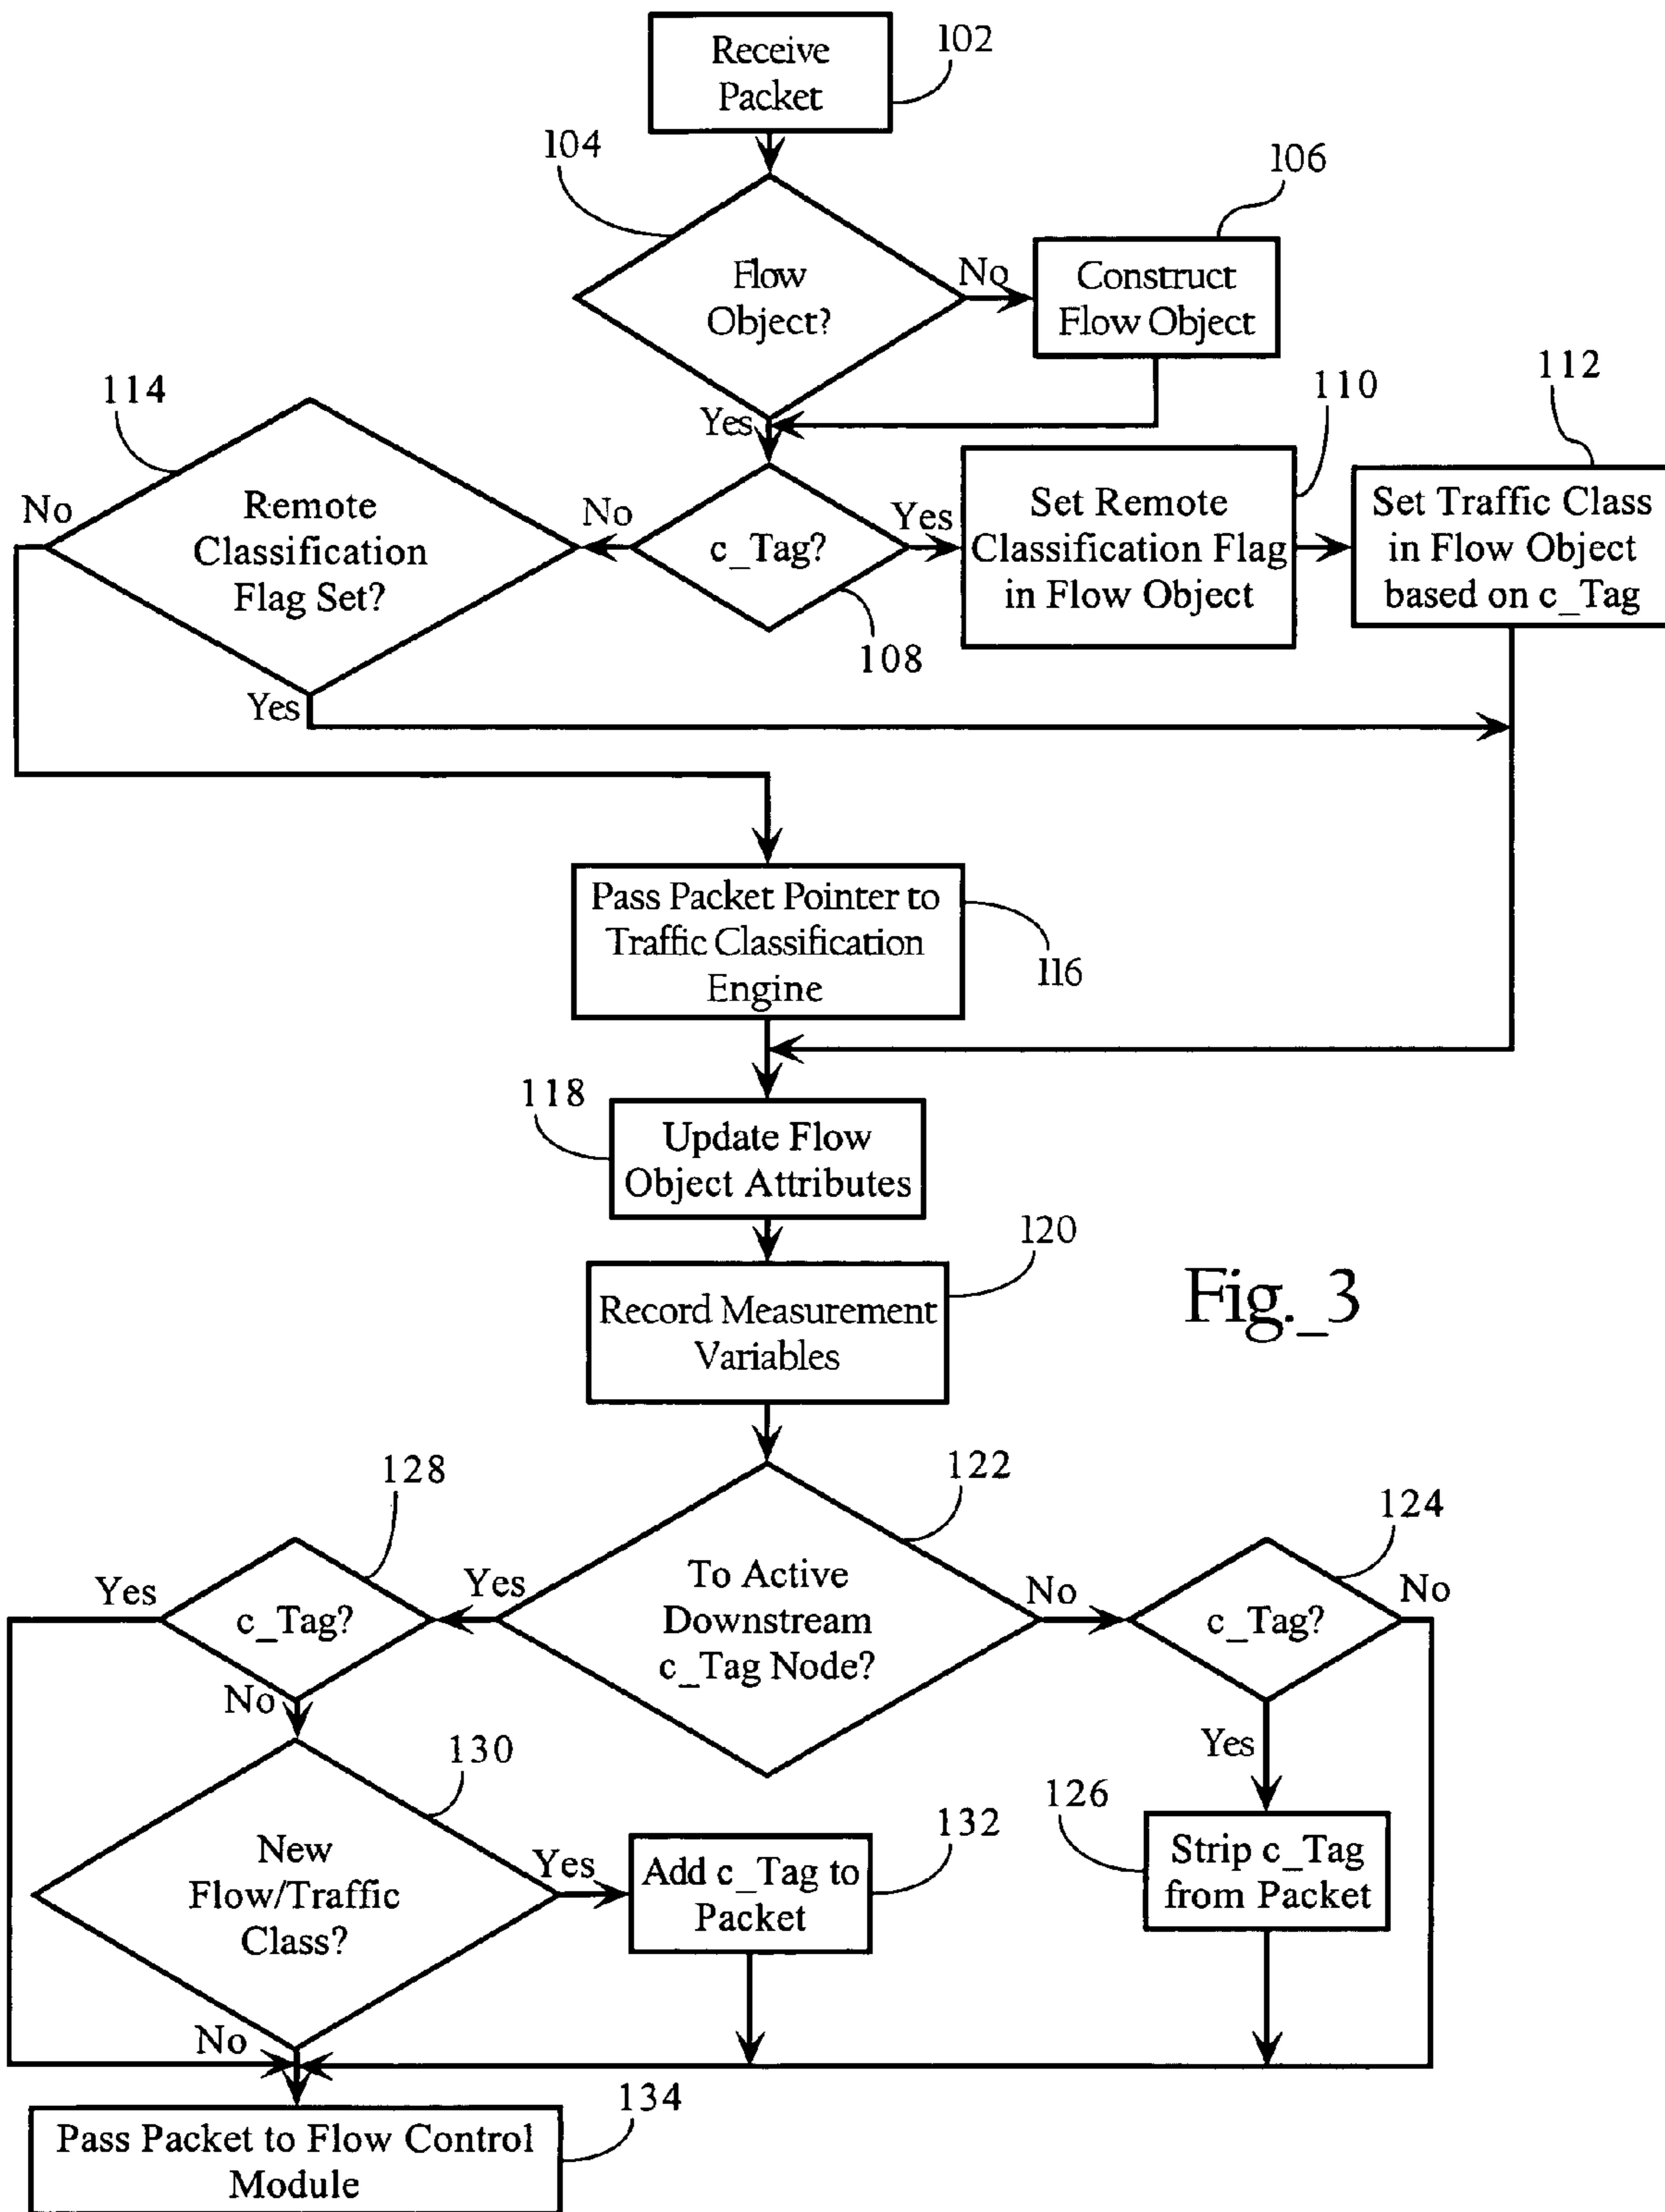 Receive
Packet
102
104
106
Flow
Object?
No
Construct
Flow Object
Yes
114
110
112
No
Remote
Classification
Flag Set?
No
c_Tag?
Yes
Set Remote
Classification Flag
in Flow Object
Set Traffic Class
in Flow Object
based on c_Tag
108
Yes
Pass Packet Pointer to
Traffic Classification
Engine
116
118
Update Flow
Object Attributes
120
Record Measurement
Variables
Fig._3
128
122
124
Yes
c_Tag?
Yes
To Active
Downstream
c_Tag Node?
No
c_Tag?
No
No
Yes
130
132
126
New
Flow/Traffic
Class?
Yes
Add c_Tag to
Packet
Strip c_Tag
from Packet
No
134
Pass Packet to Flow Control
Module